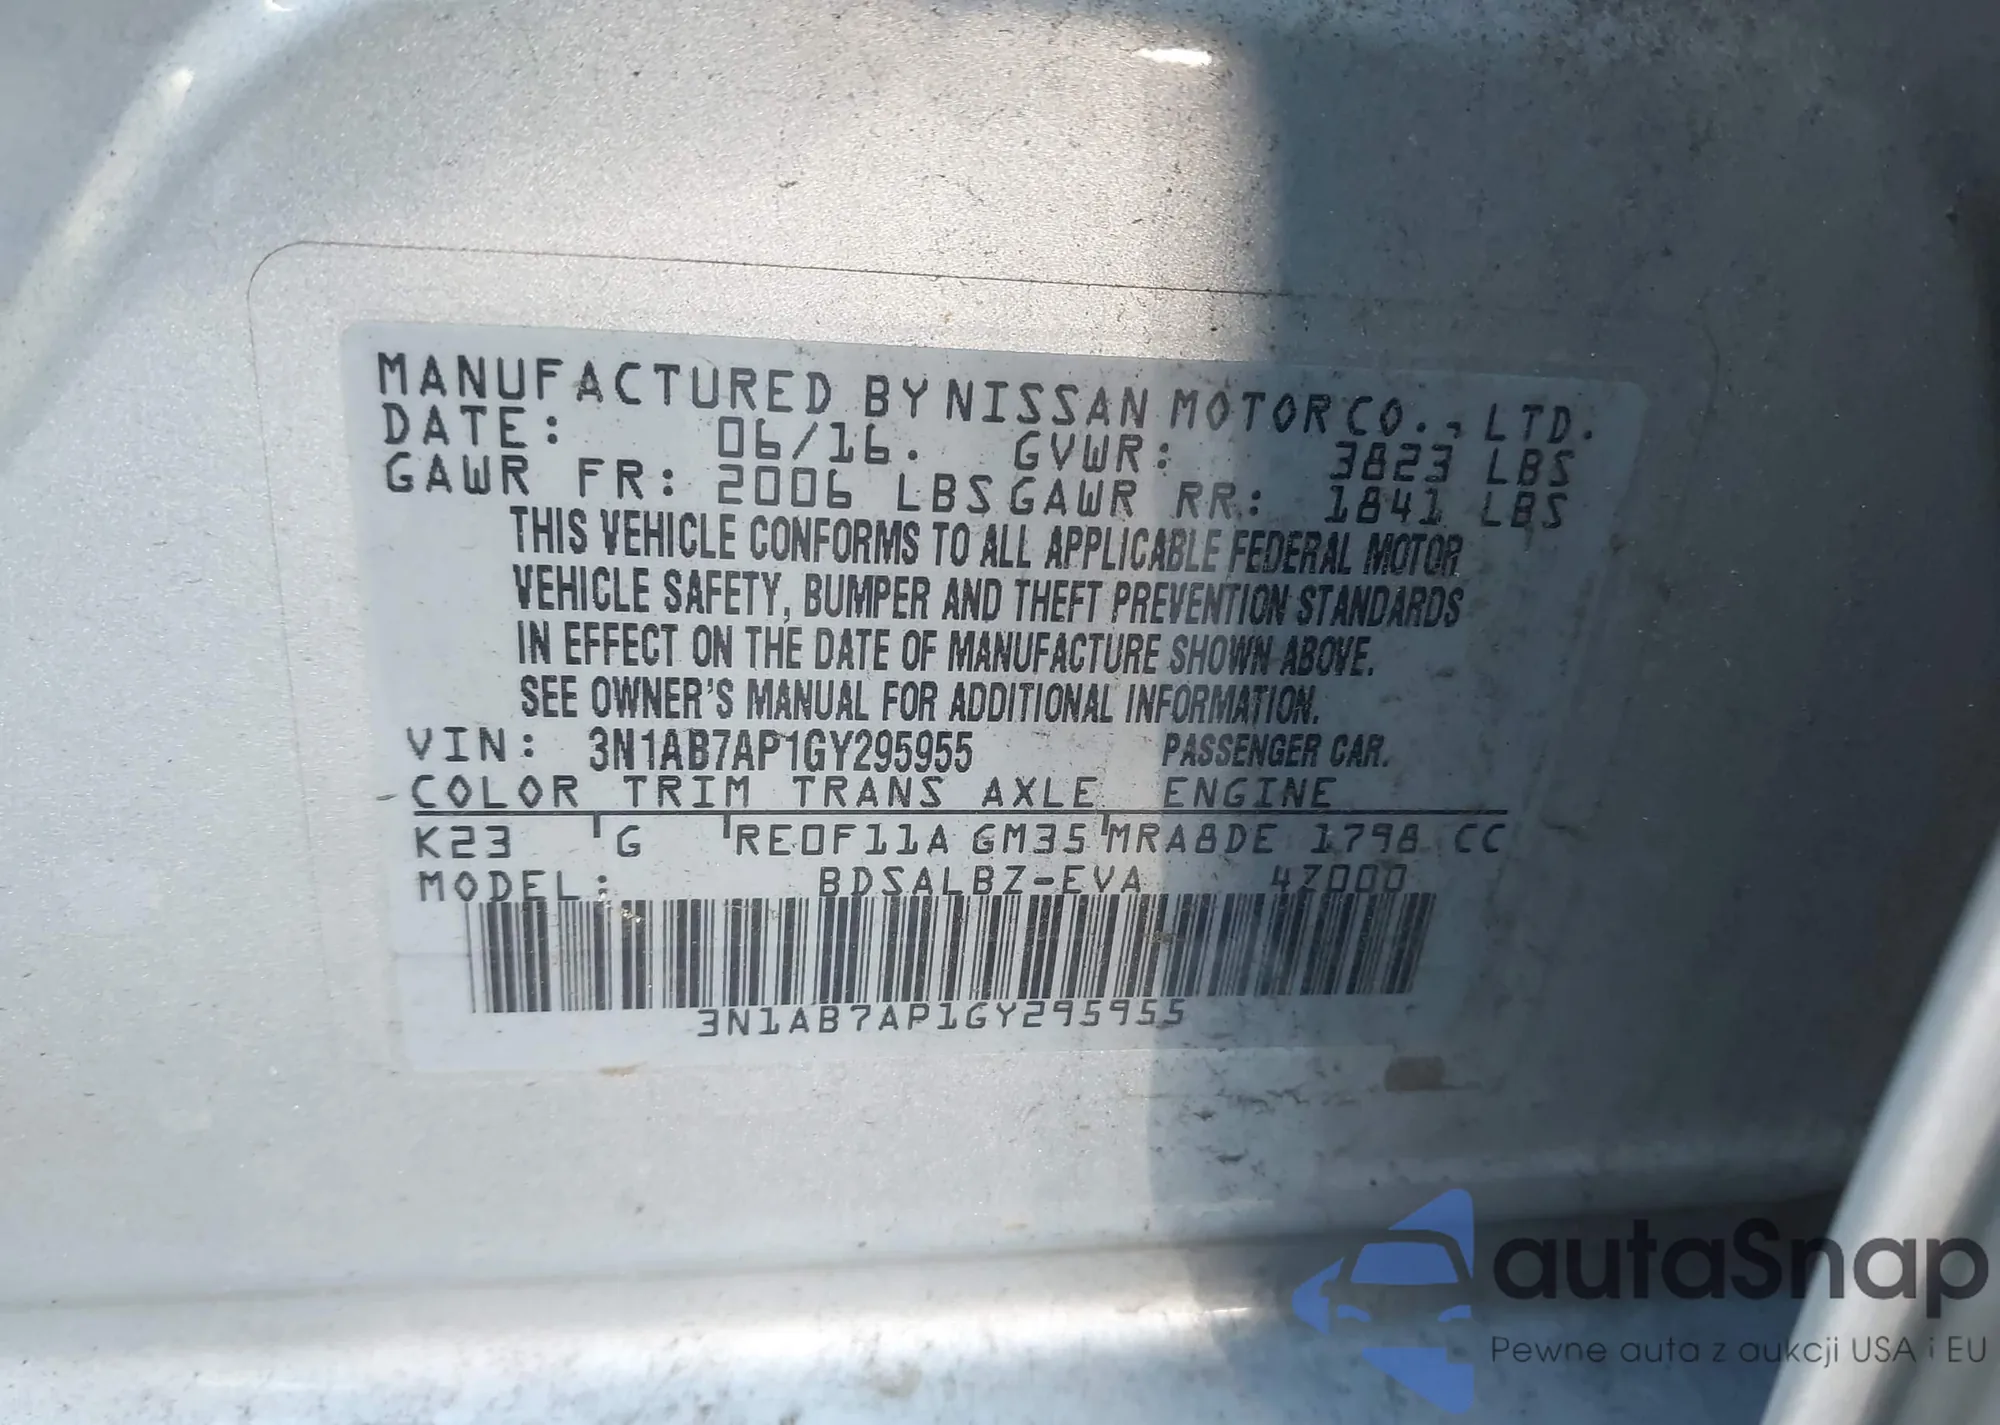 MANUFACTURED BY NISSAN MOTOR CO., LTD.
DATE: 06/16. GVWR: 3823 LBS
GAWR FR: 2006 LBS GAWR RR: 1841 LBS
THIS VEHICLE CONFORMS TO ALL APPLICABLE FEDERAL MOTOR
VEHICLE SAFETY, BUMPER AND THEFT PREVENTION STANDARDS
IN EFFECT ON THE DATE OF MANUFACTURE SHOWN ABOVE.
SEE OWNER'S MANUAL FOR ADDITIONAL INFORMATION.
VIN: 3N1AB7AP1GY295955 PASSENGER CAR.
COLOR TRIM TRANS AXLE ENGINE
K23 G RE0F11A GM35 MRA8DE 1798 CC
MODEL: BDSALBZ-EVA 47000
3N1AB7AP1GY295955
autaSnap
Pewne auta z aukcji USA i EU